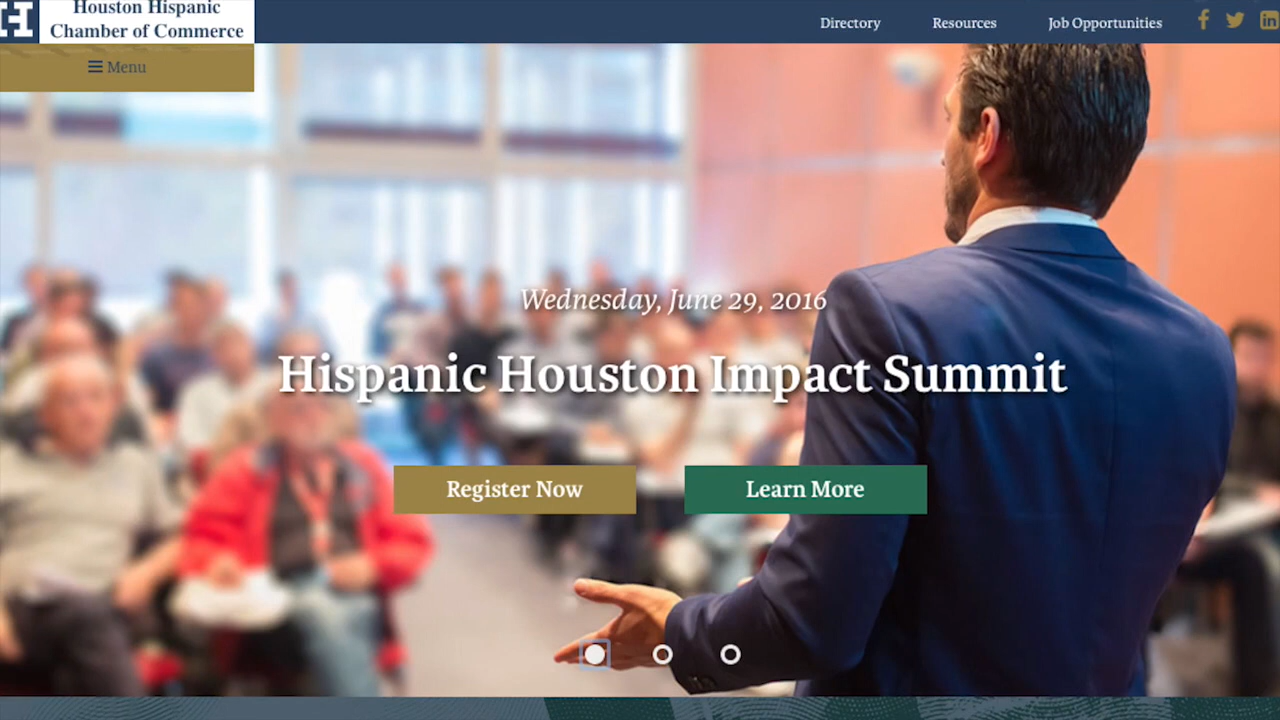 H
Houston Hispanic
Chamber of Commerce
Directory
Resources
Job Opportunities
Menu
Wednesday, June 29, 2016
Hispanic Houston Impact Summit
Register Now
Learn More